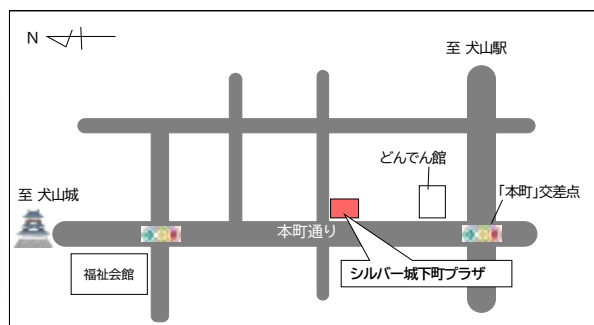 N
至 犬山駅
どんでん館
「本町」交差点
至 犬山城
本町通り
福祉会館
シルバー城下町プラザ